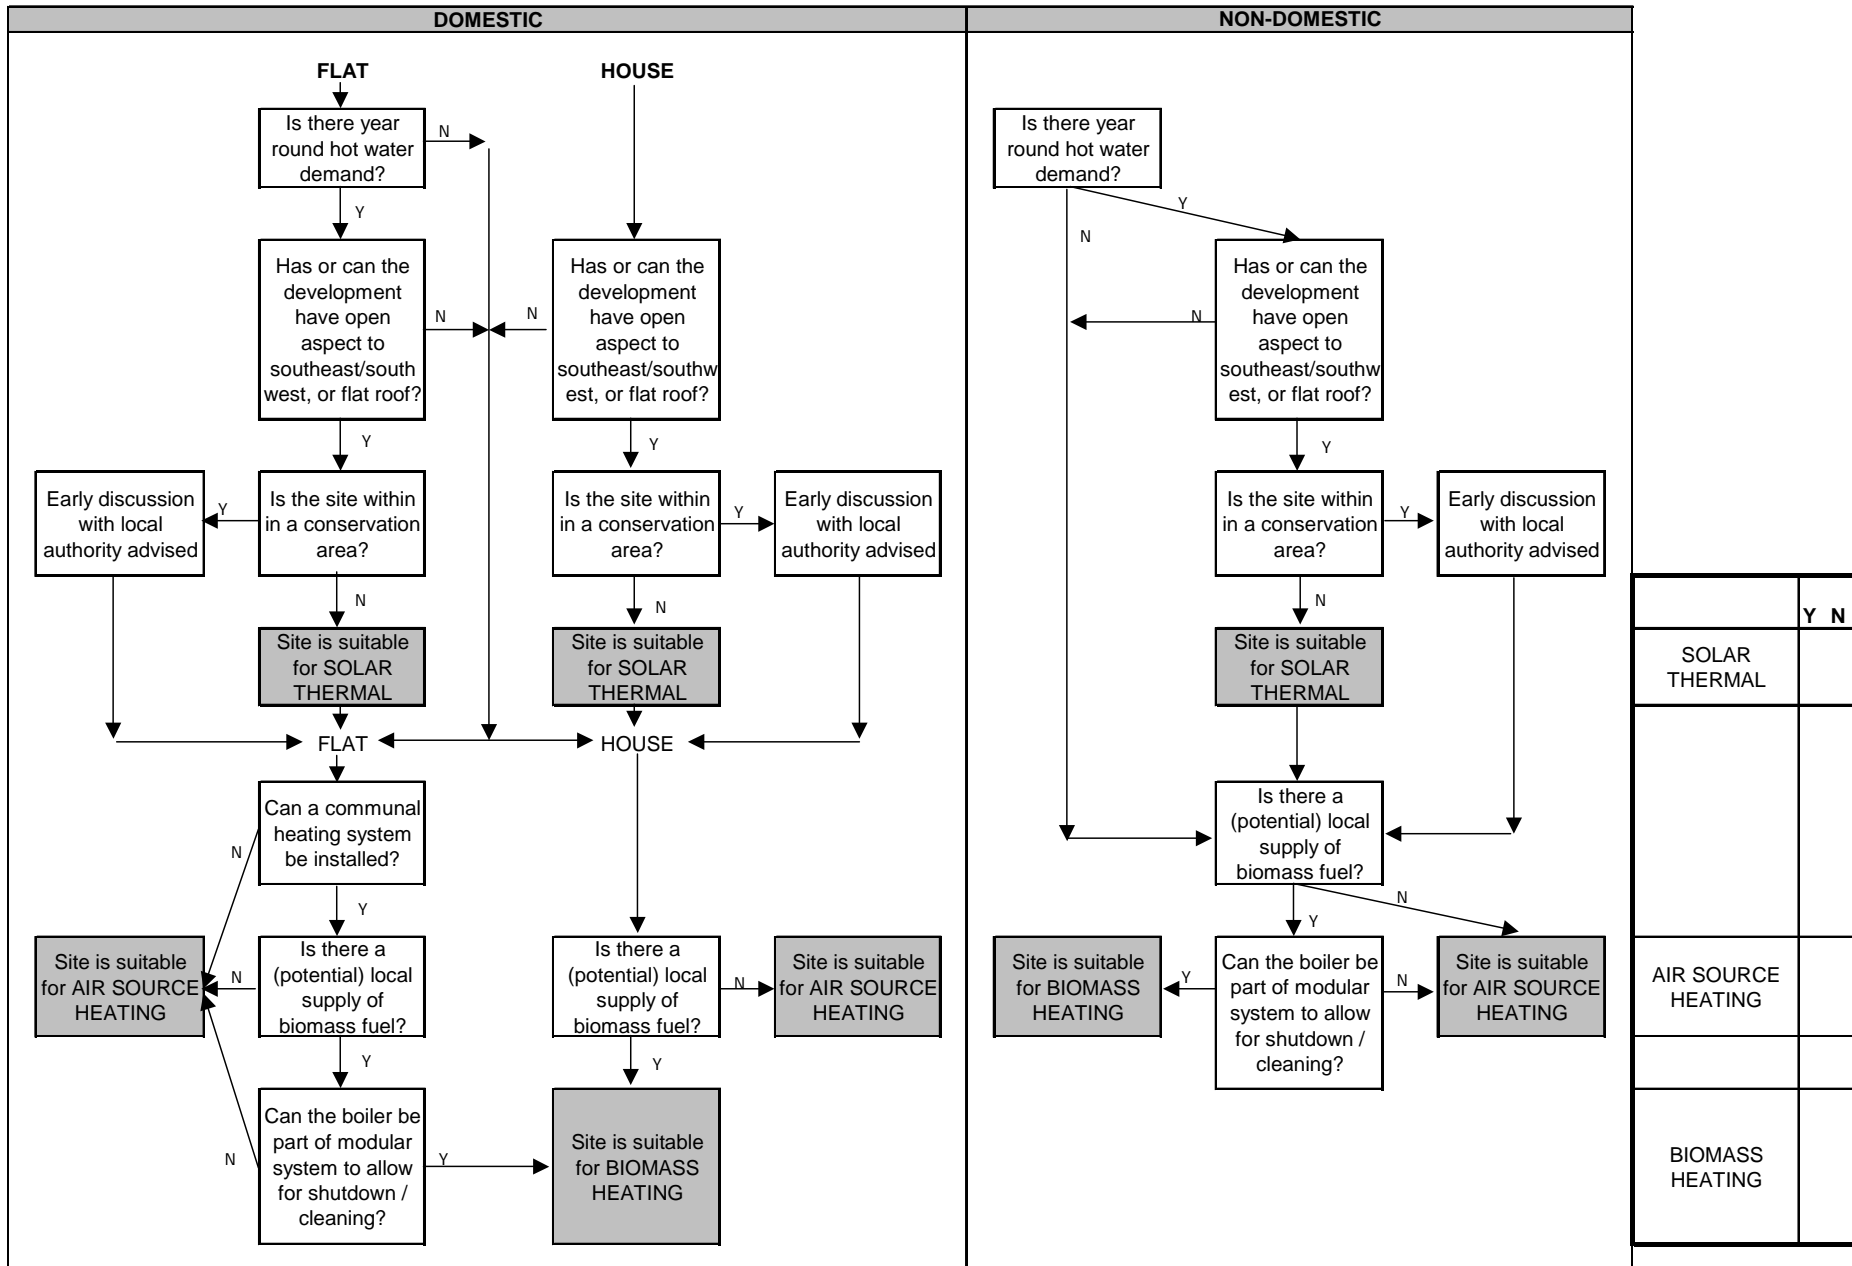 DOMESTIC
NON-DOMESTIC
FLAT
HOUSE
Is there year
round hot water
demand?
N
Y
Has or can the
development
have open
aspect to
southeast/south
west, or flat roof?
N
N
Has or can the
development
have open
aspect to
southeast/southw
est, or flat roof?
Y
Y
Early discussion
with local
authority advised
Y
Is the site within
in a conservation
area?
Is the site within
in a conservation
area?
Y
Early discussion
with local
authority advised
N
N
Site is suitable
for SOLAR
THERMAL
Site is suitable
for SOLAR
THERMAL
FLAT
HOUSE
Can a communal
heating system
be installed?
N
Y
Site is suitable
for AIR SOURCE
HEATING
N
Is there a
(potential) local
supply of
biomass fuel?
Is there a
(potential) local
supply of
biomass fuel?
N
Site is suitable
for AIR SOURCE
HEATING
Y
Y
N
Can the boiler be
part of modular
system to allow
for shutdown /
cleaning?
Y
Site is suitable
for BIOMASS
HEATING
Is there year
round hot water
demand?
Y
N
Has or can the
development
have open
aspect to
southeast/southw
est, or flat roof?
N
Y
Is the site within
in a conservation
area?
Y
Early discussion
with local
authority advised
N
Site is suitable
for SOLAR
THERMAL
Is there a
(potential) local
supply of
biomass fuel?
N
Y
Site is suitable
for BIOMASS
HEATING
Y
Can the boiler be
part of modular
system to allow
for shutdown /
cleaning?
N
Site is suitable
for AIR SOURCE
HEATING
Y N
SOLAR
THERMAL
AIR SOURCE
HEATING
BIOMASS
HEATING